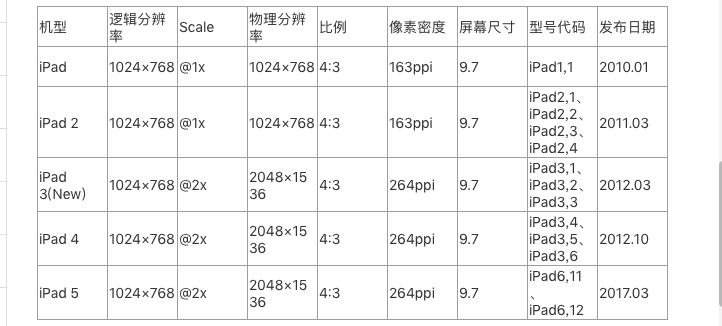 机型 逻辑分辨率 Scale 物理分辨率 比例 像素密度 屏幕尺寸 型号代码 发布日期
iPad 1024×768 @1x 1024×768 4:3 163ppi 9.7 iPad1,1 2010.01
iPad 2 1024×768 @1x 1024×768 4:3 163ppi 9.7 iPad2,1、iPad2,2、iPad2,3、iPad2,4 2011.03
iPad 3(New) 1024×768 @2x 2048×1536 4:3 264ppi 9.7 iPad3,1、iPad3,2、iPad3,3 2012.03
iPad 4 1024×768 @2x 2048×1536 4:3 264ppi 9.7 iPad3,4、iPad3,5、iPad3,6 2012.10
iPad 5 1024×768 @2x 2048×1536 4:3 264ppi 9.7 iPad6,11、iPad6,12 2017.03